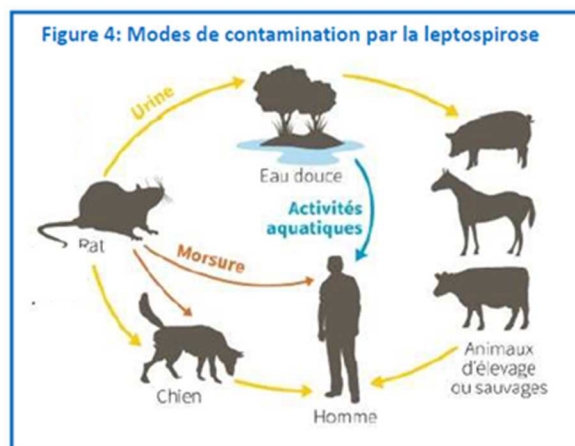 Figure 4: Modes de contamination par la leptospirose
Urine
Eau douce
Activités
aquatiques
Rat
Morsure
Chien
Homme
Animaux
d'élevage
ou sauvages